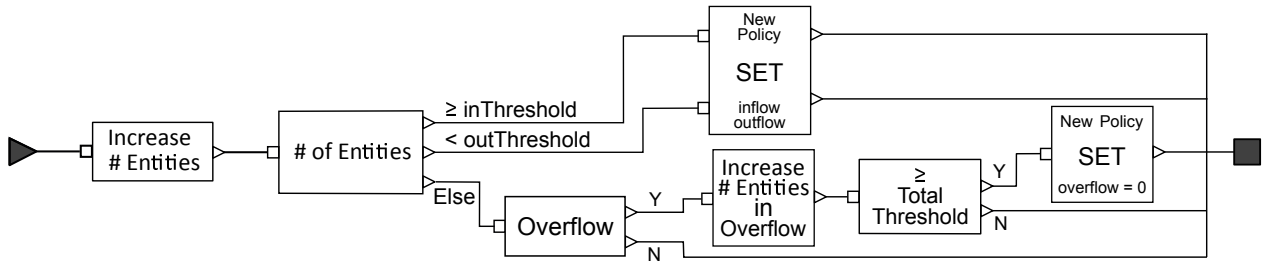 Increase
# Entities
# of Entities
≥ inThreshold
< outThreshold
Else
New
Policy
SET
inflow
outflow
Overflow
Y
N
Increase
# Entities
in
Overflow
≥
Total
Threshold
Y
N
New Policy
SET
overflow = 0